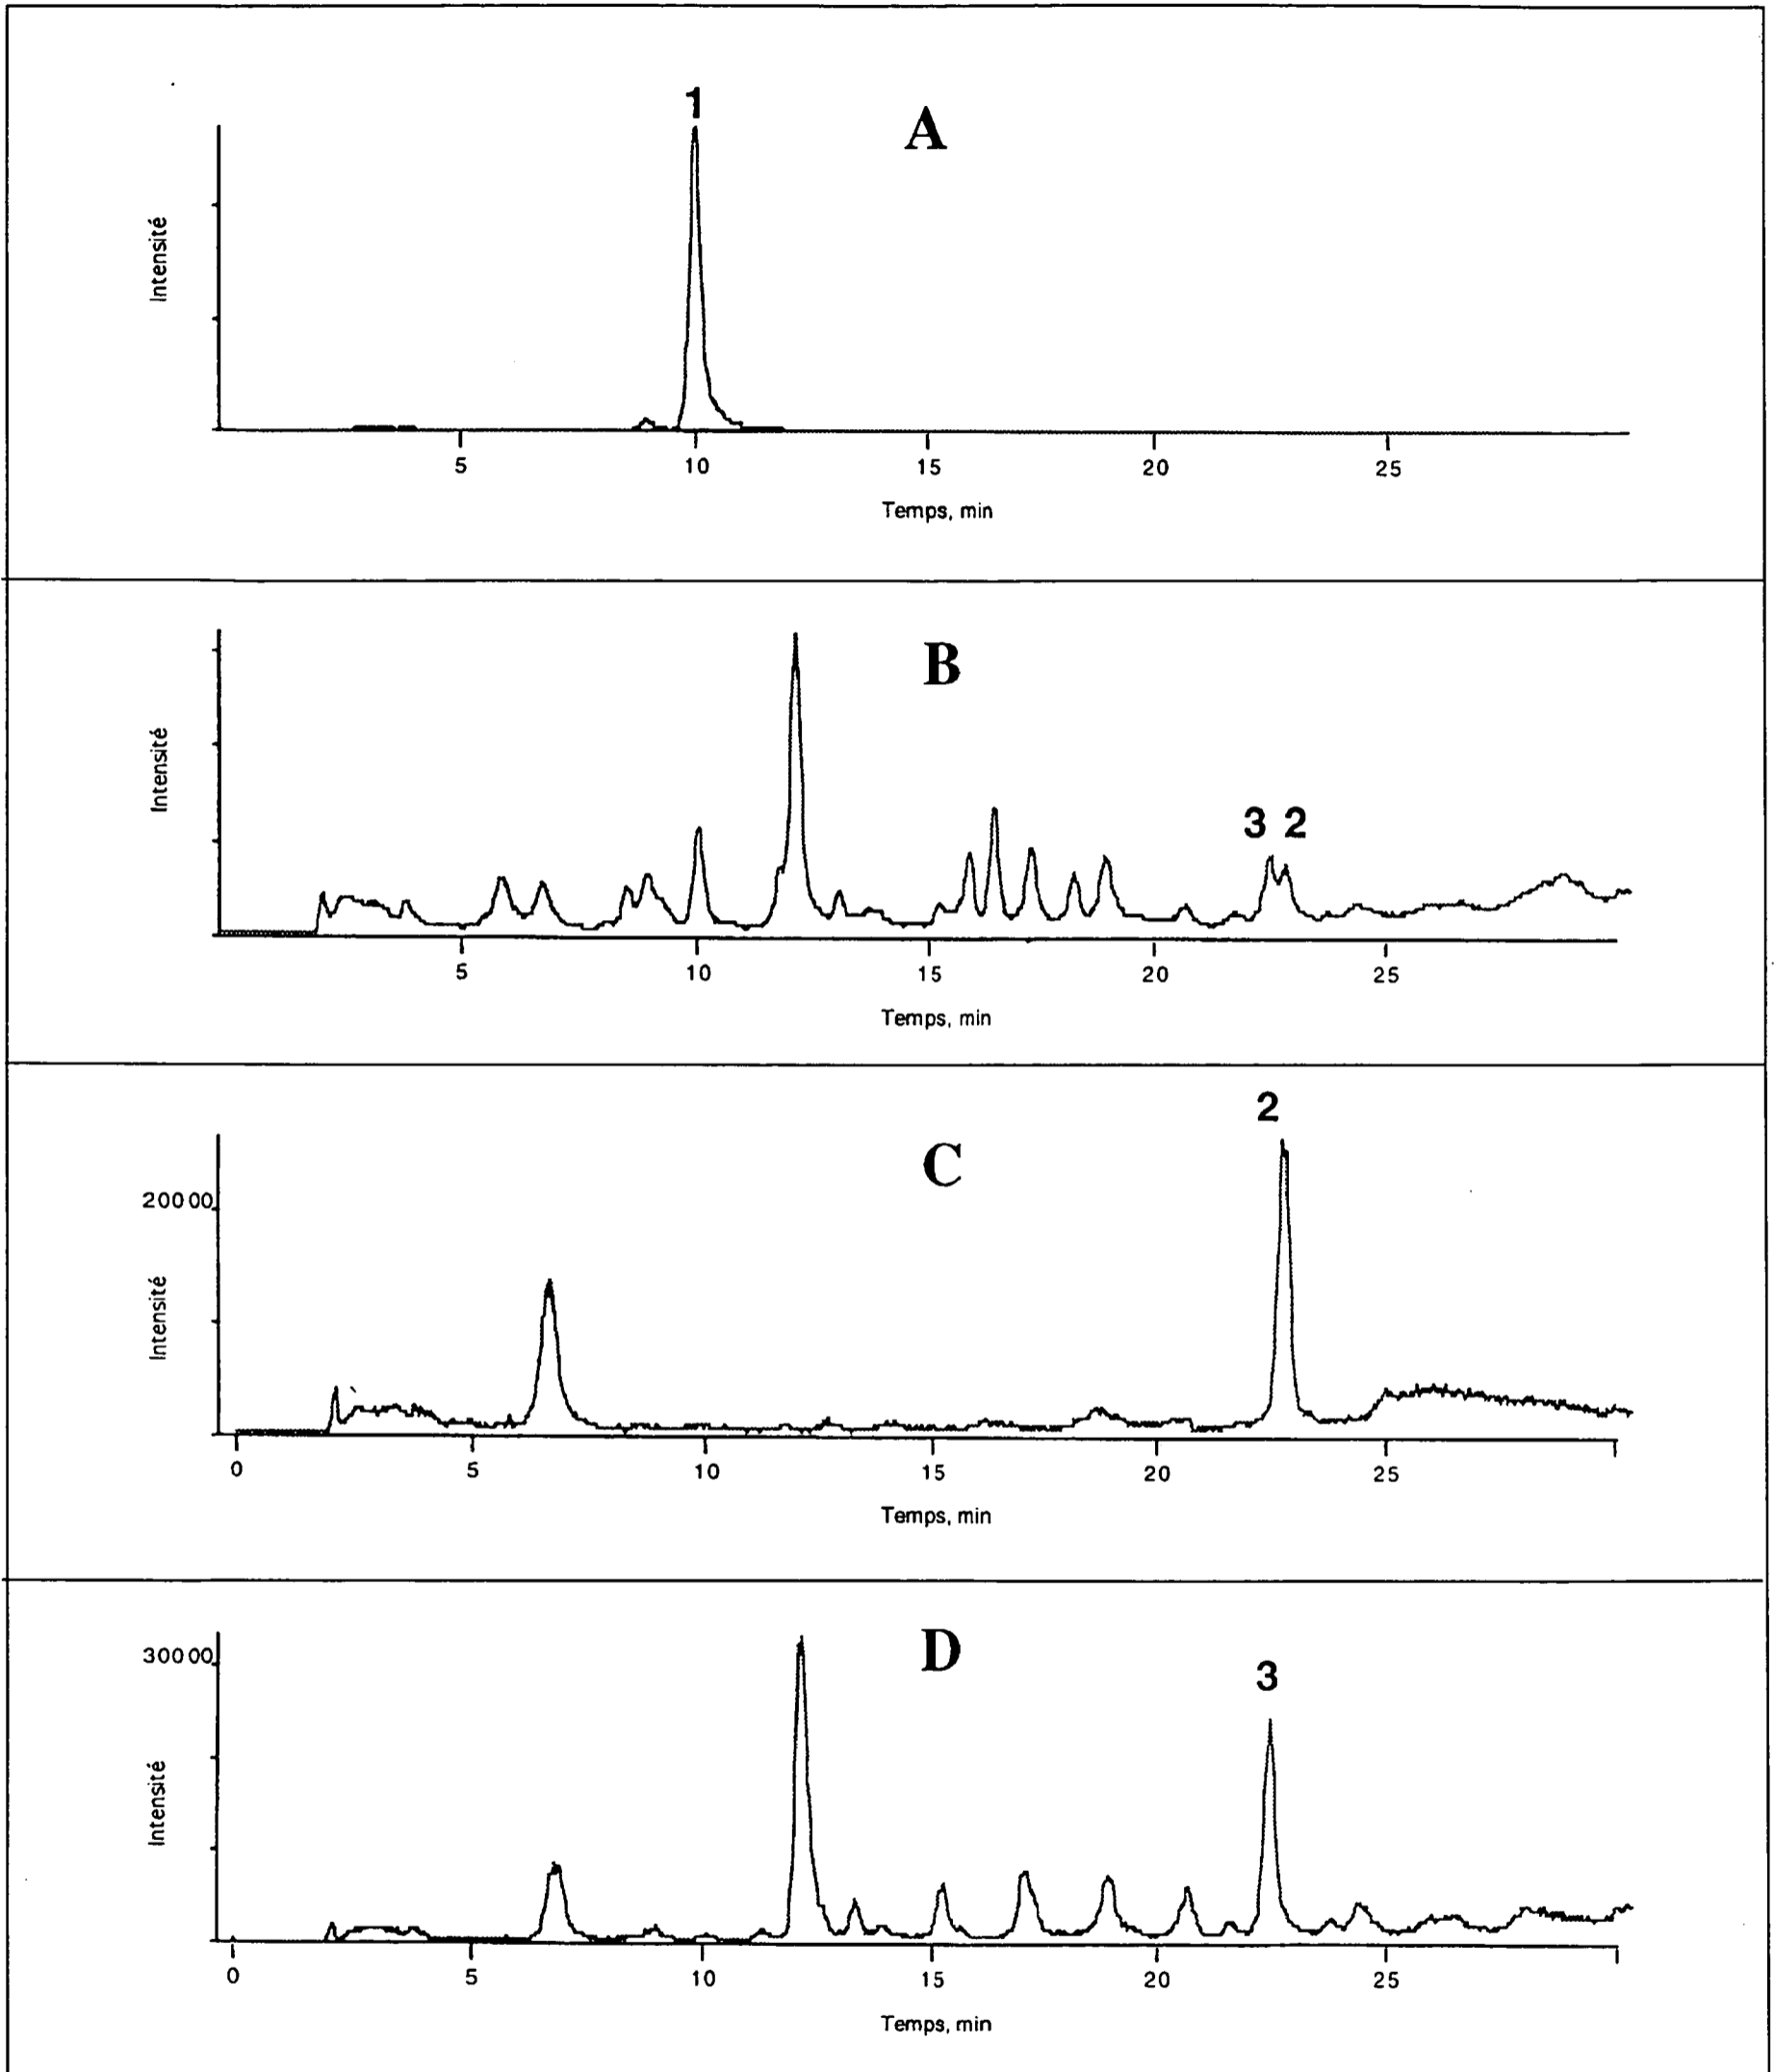 1
A
Intensité
5 10 15 20 25
Temps, min
B
Intensité
3 2
5 10 15 20 25
Temps, min
2
C
20000
Intensité
0 5 10 15 20 25
Temps, min
D
30000
3
Intensité
0 5 10 15 20 25
Temps, min